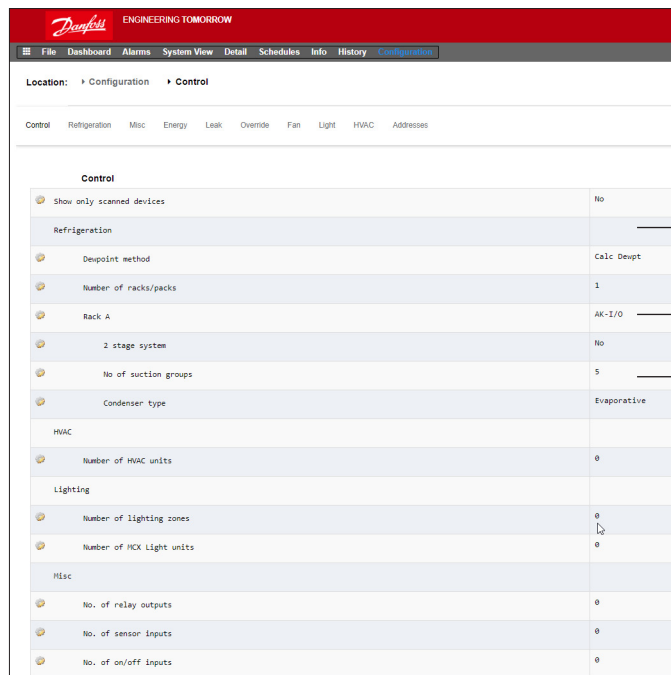 Danfoss ENGINEERING TOMORROW
File Dashboard Alarms System View Detail Schedules Info History Configuration
Location: Configuration Control
Control Refrigeration Misc Energy Leak Override Fan Light HVAC Addresses
Control
Show only scanned devices No
Refrigeration
Dewpoint method Calc Dewpt
Number of racks/packs 1
Rack A AK-I/O
2 stage system No
No of suction groups 5
Condenser type Evaporative
HVAC
Number of HVAC units 0
Lighting
Number of lighting zones 0
Number of MCX Light units 0
Misc
No. of relay outputs 0
No. of sensor inputs 0
No. of on/off inputs 0